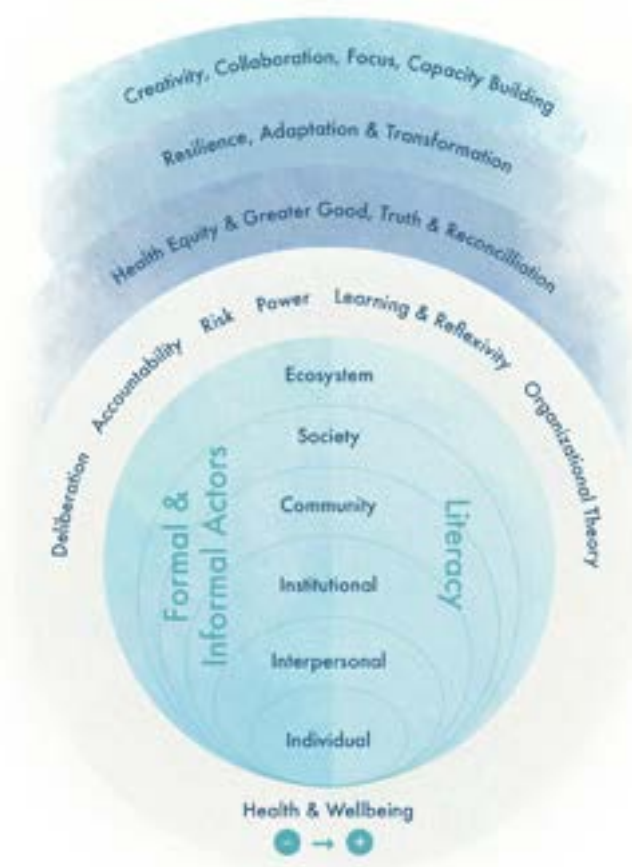 Creativity, Collaboration, Focus, Capacity Building
Resilience, Adaptation & Transformation
Health Equity & Greater Good, Truth & Reconcilliation
Deliberation Accountability Risk Power Learning & Reflexivity Organizational Theory
Ecosystem
Society
Community
Institutional
Interpersonal
Individual
Formal &
Informal Actors
Literacy
Health & Wellbeing
- → +